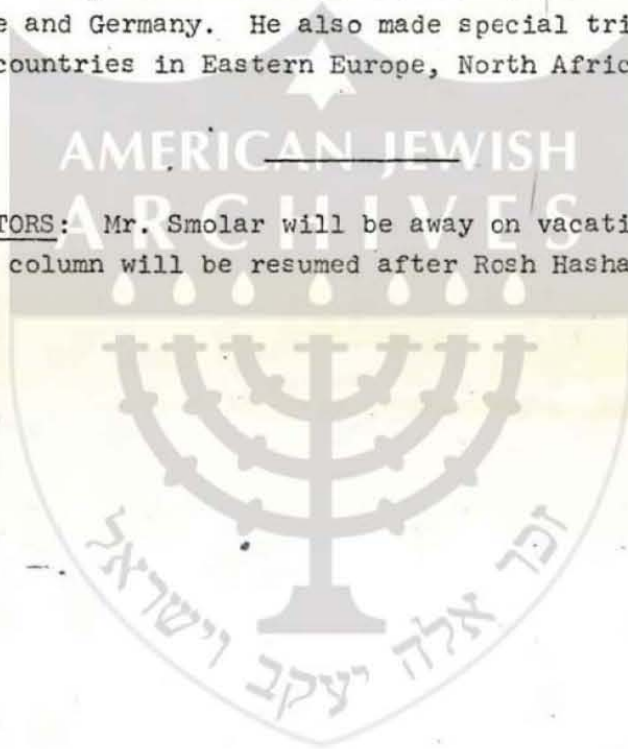 e and Germany. He also made special tri
countries in Eastern Europe, North Afric
AMERICAN JEWISH
ARCHIVES
TORS: Mr. Smolar will be away on vacati
column will be resumed after Rosh Hasha
זכר אלה יעקב וישראל